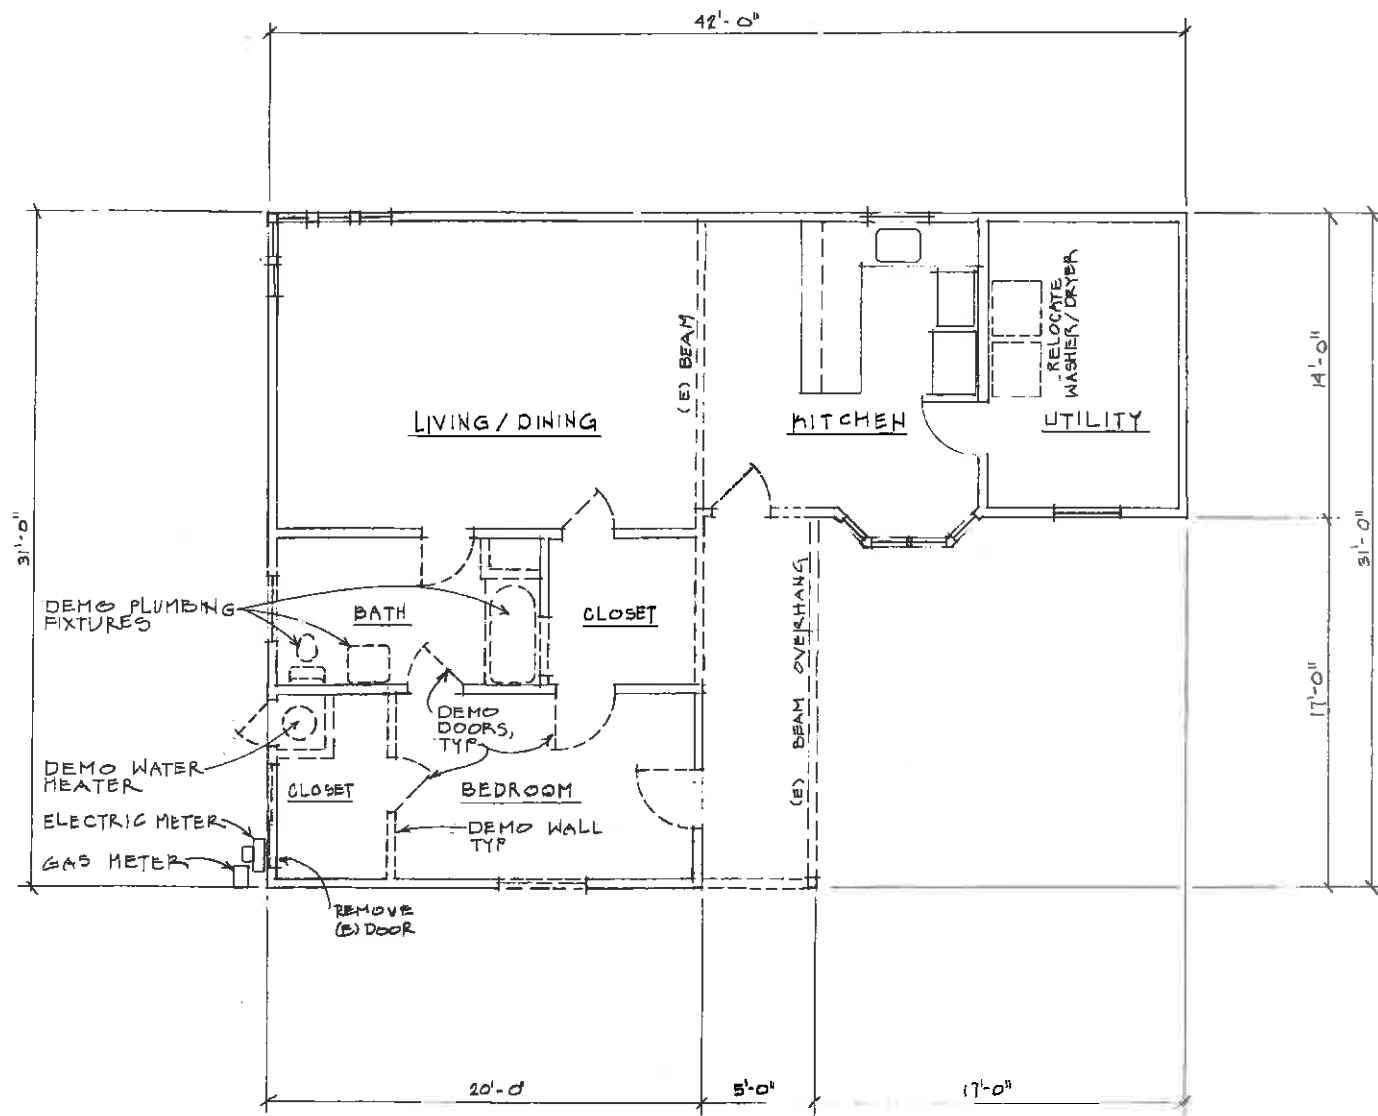 42'-0"
31'-0"
(E) BEAM
RELOCATE
WASHER/DRYER
14'-0"
31'-0"
LIVING / DINING
KITCHEN
UTILITY
DEMO PLUMBING
FIXTURES
BATH
CLOSET
(E) BEAM OVERHANG
17'-0"
DEMO
DOORS,
TYP
DEMO WATER
HEATER
CLOSET
BEDROOM
ELECTRIC METER
DEMO WALL
TYP
GAS METER
REMOVE
(E) DOOR
20'-0"
5'-0"
17'-0"